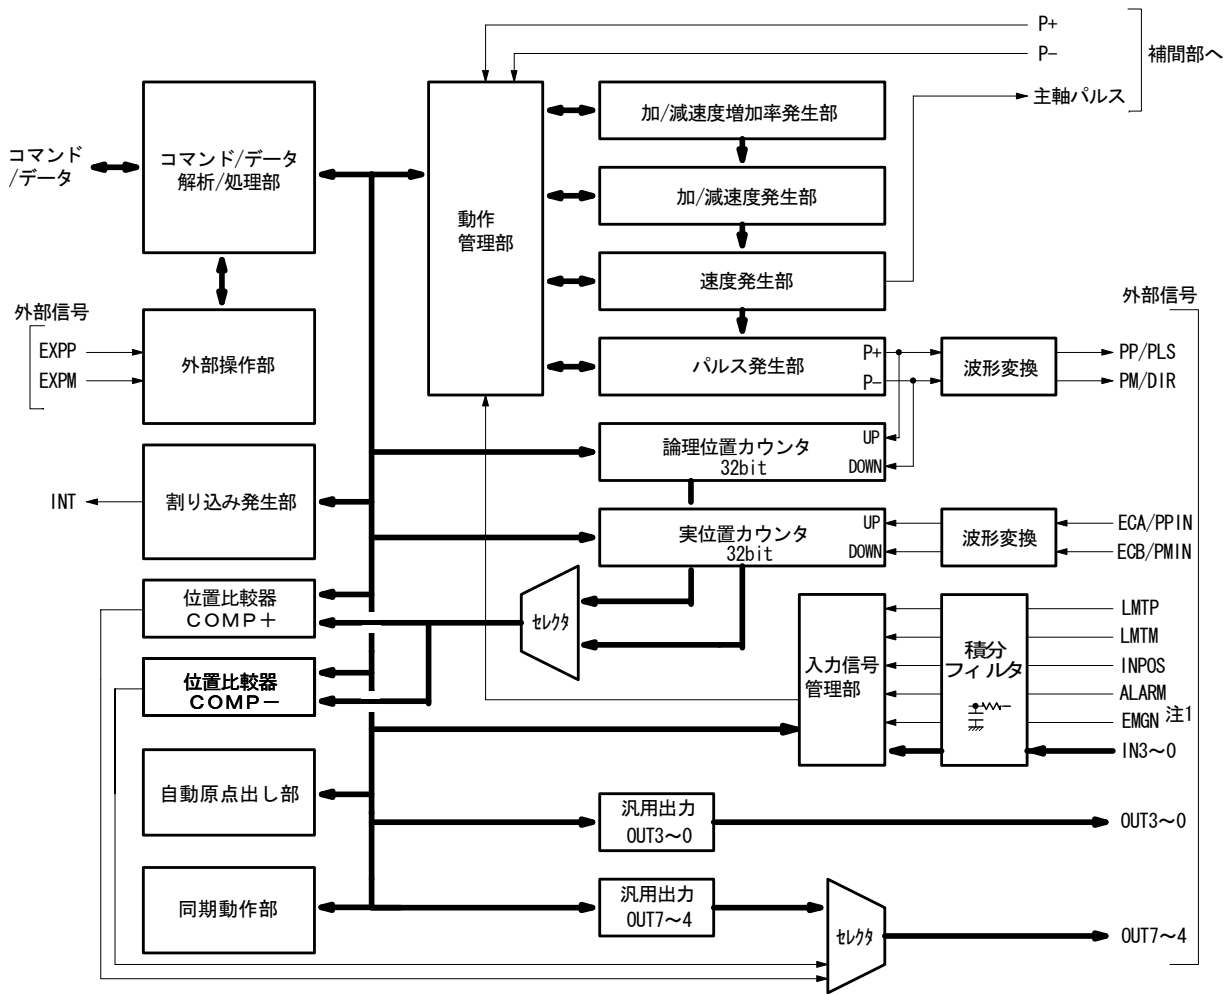 P+
P-
補間部へ
主軸パルス
コマンド
/データ
コマンド/データ
解析/処理部
動作
管理部
加/減速度増加率発生部
加/減速度発生部
速度発生部
パルス発生部
P+
P-
波形変換
外部信号
PP/PLS
PM/DIR
外部信号
EXPP
EXPM
外部操作部
論理位置カウンタ
32bit
UP
DOWN
INT
割り込み発生部
実位置カウンタ
32bit
UP
DOWN
波形変換
ECA/PPIN
ECB/PMIN
位置比較器
COMP+
セレクタ
位置比較器
COMP-
入力信号
管理部
積分
フィルタ
LMTP
LMTM
INPOS
ALARM
EMGN 注1
IN3~0
自動原点出し部
汎用出力
OUT3~0
OUT3~0
同期動作部
汎用出力
OUT7~4
セレクタ
OUT7~4